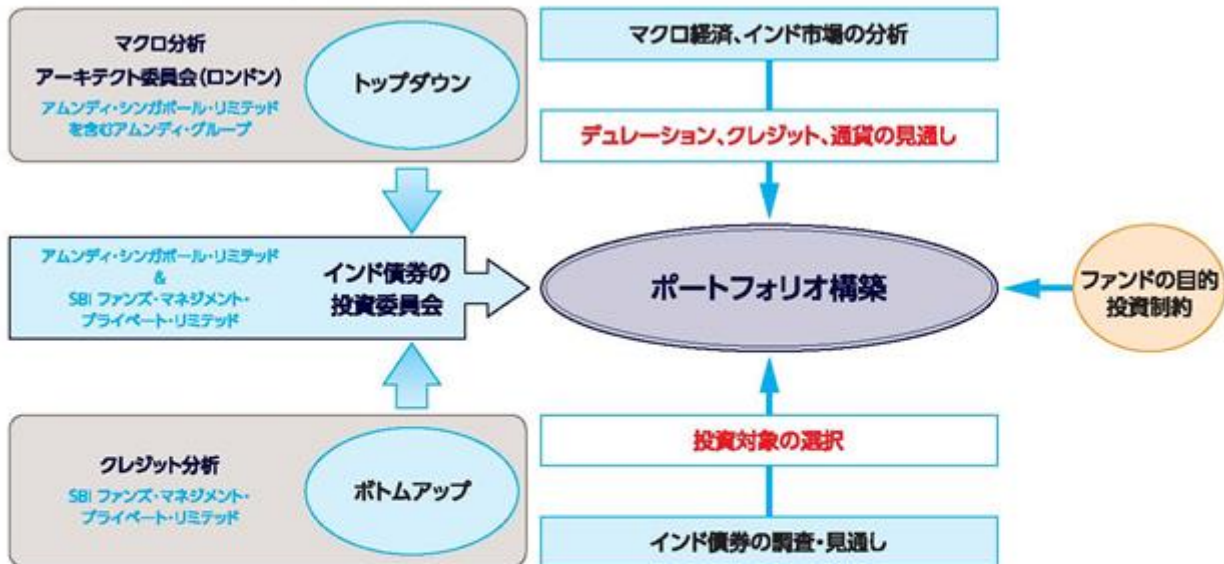 マクロ分析
アーキテクト委員会(ロンドン)
アムンディ・シンガポール・リミテッド
を含むアムンディ・グループ
トップダウン
マクロ経済、インド市場の分析
デュレーション、クレジット、通貨の見通し
アムンディ・シンガポール・リミテッド
&
SBI ファンズ・マネジメント・
プライベート・リミテッド
インド債券の
投資委員会
ポートフォリオ構築
ファンドの目的
投資制約
クレジット分析
SBI ファンズ・マネジメント・
プライベート・リミテッド
ボトムアップ
投資対象の選択
インド債券の調査・見通し